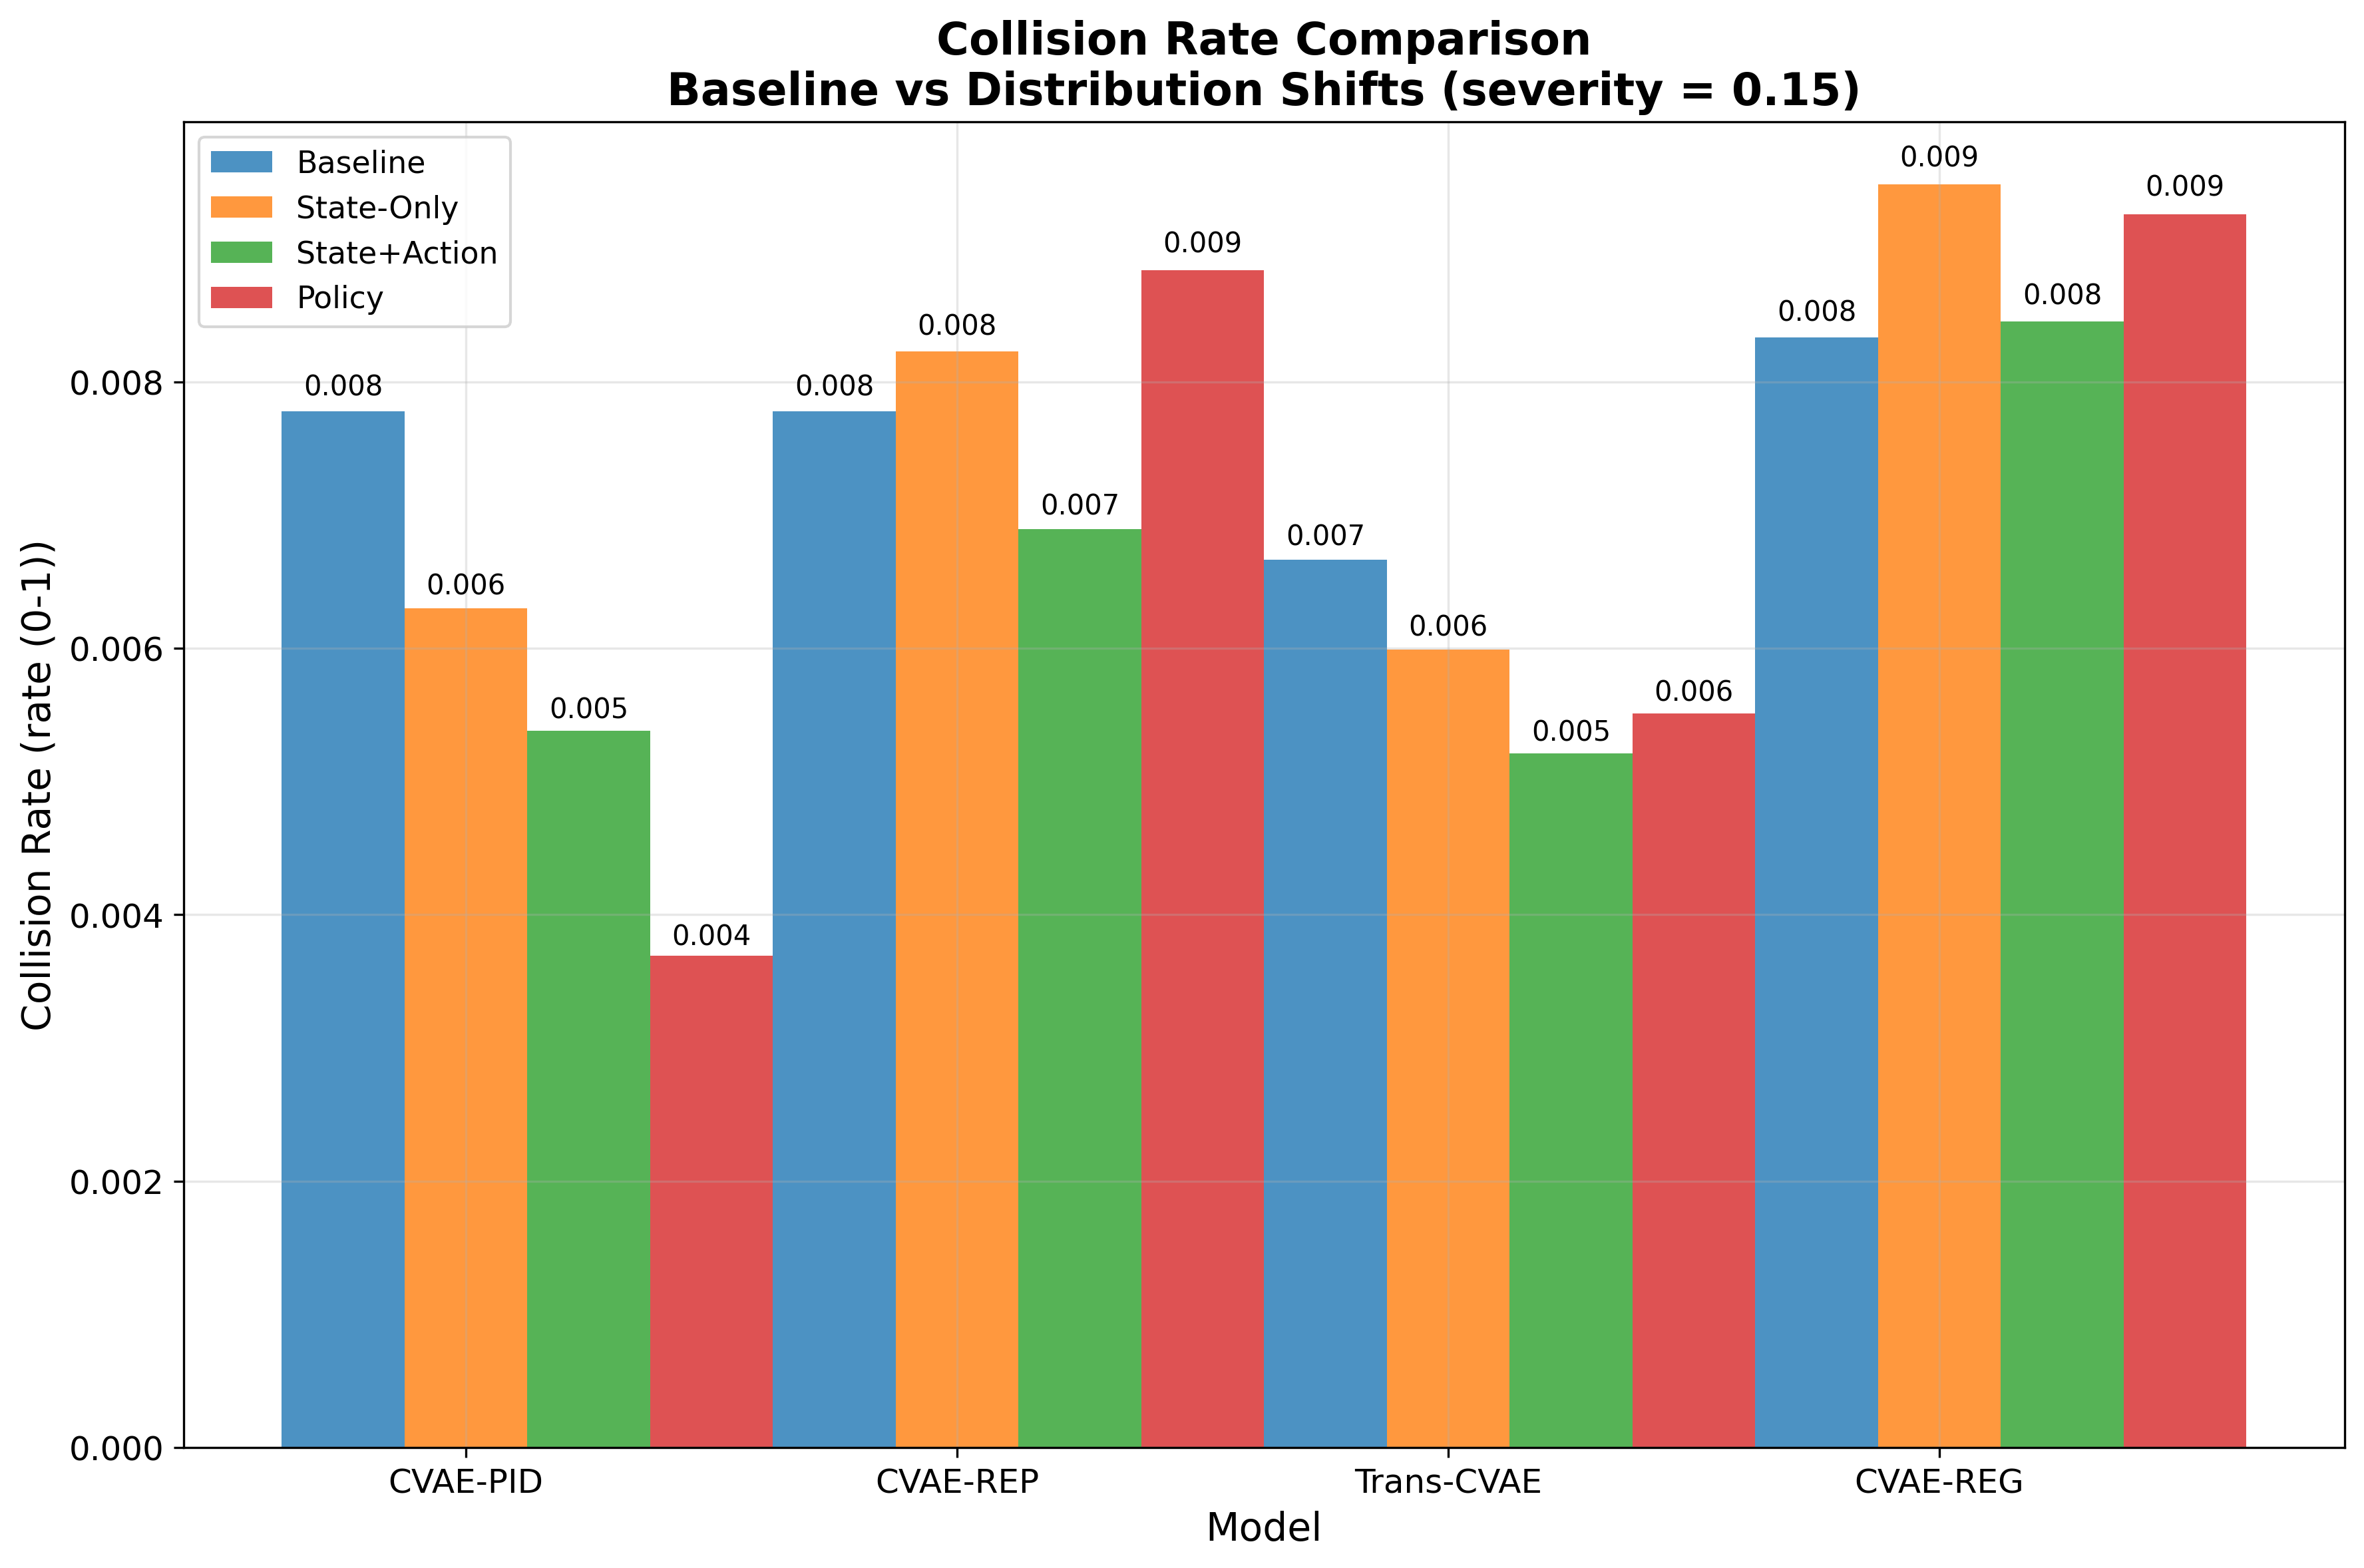 Collision Rate Comparison
Baseline vs Distribution Shifts (severity = 0.15)
Baseline
State-Only
State+Action
Policy
Collision Rate (rate (0-1))
0.008
0.006
0.004
0.002
0.000
0.008
0.006
0.005
0.004
0.008
0.008
0.007
0.009
0.007
0.006
0.005
0.006
0.008
0.009
0.008
0.009
CVAE-PID
CVAE-REP
Trans-CVAE
CVAE-REG
Model